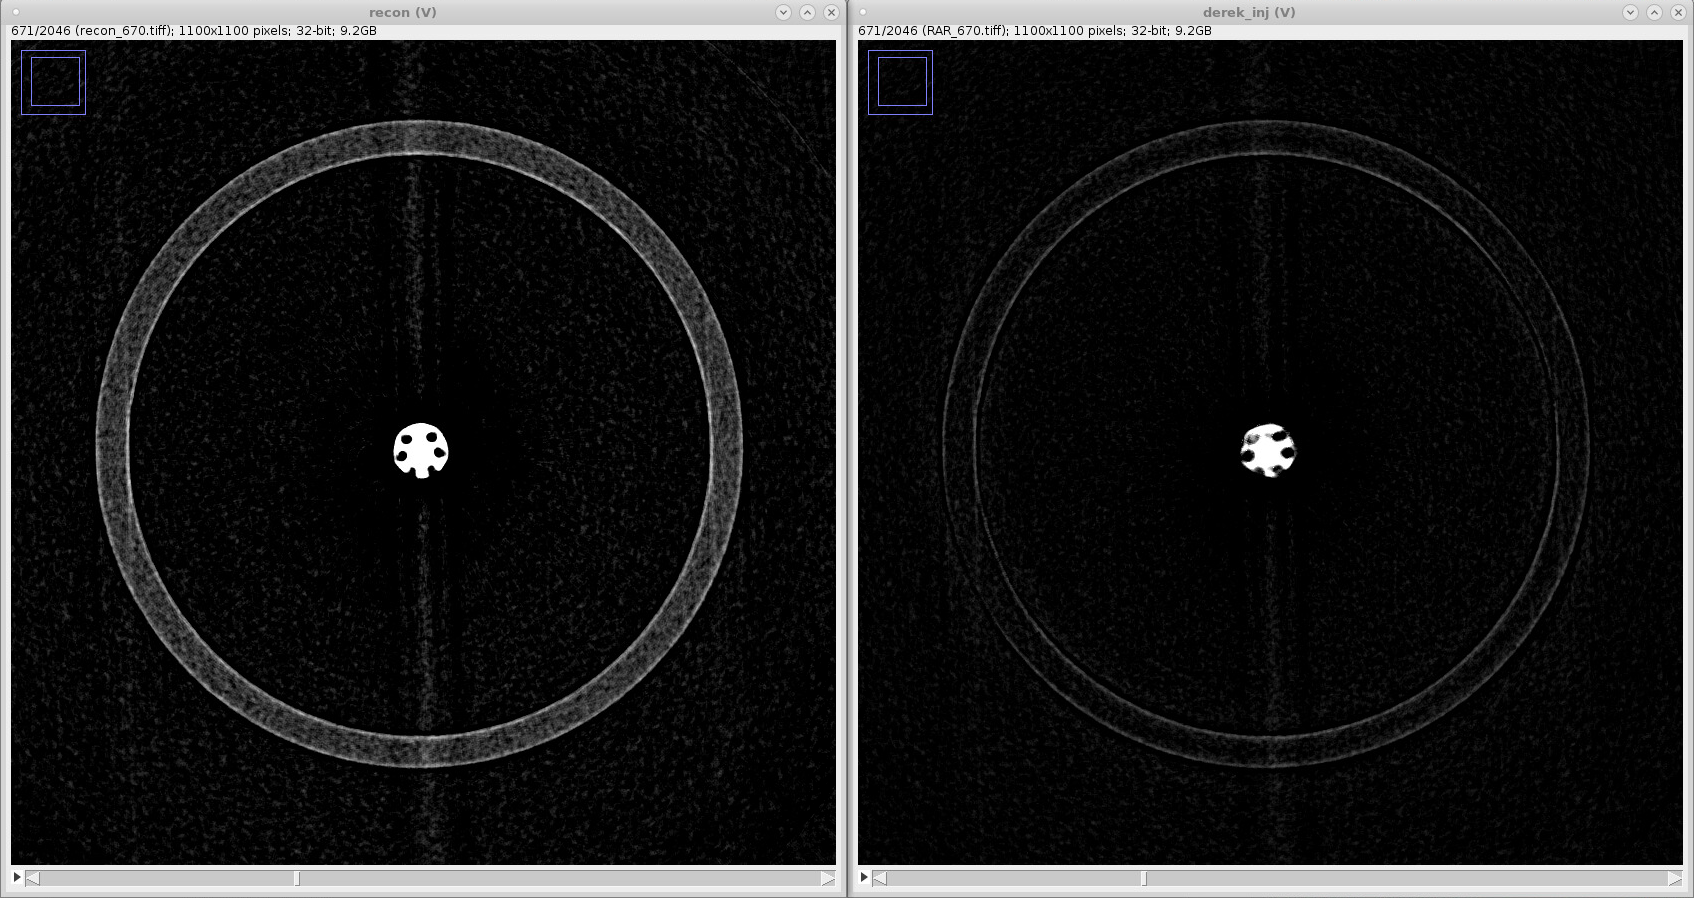 recon (V)
671/2046 (recon_670.tiff); 1100x1100 pixels; 32-bit; 9.2GB
derek_inj (V)
671/2046 (RAR_670.tiff); 1100x1100 pixels; 32-bit; 9.2GB